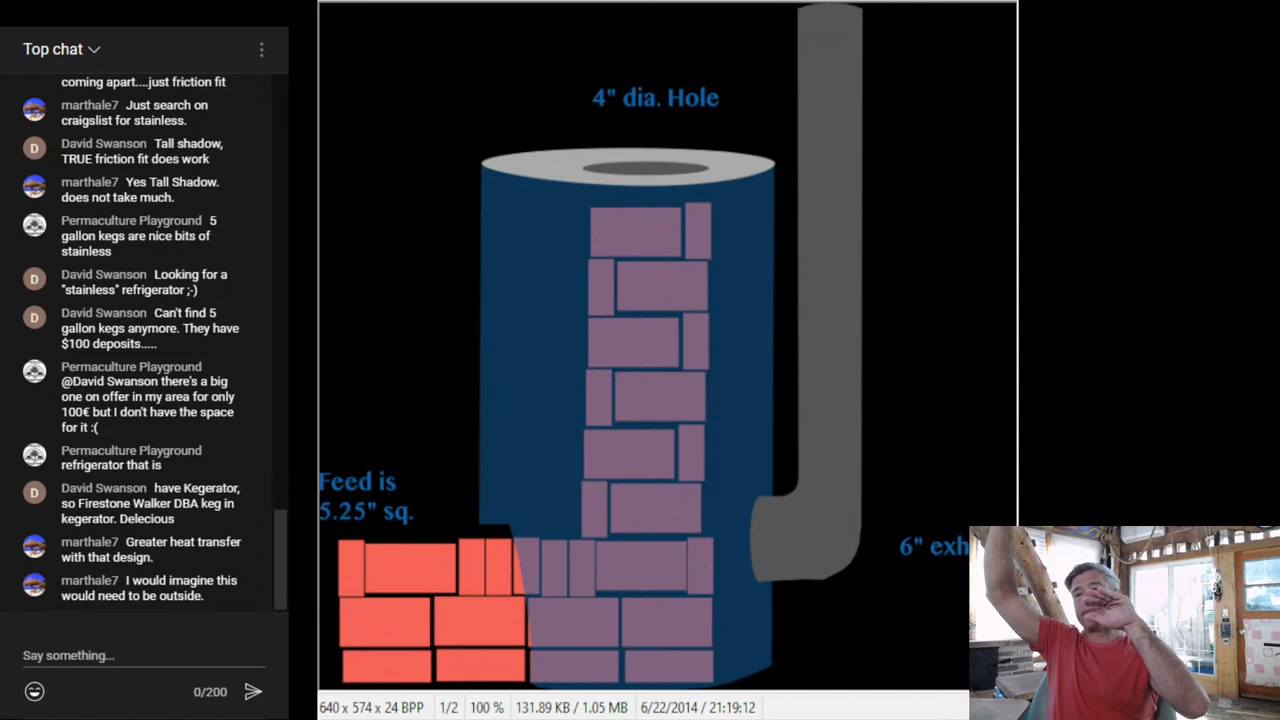 Top chat
coming apart....just friction fit
marthale7 Just search on
craigslist for stainless.
David Swanson Tall shadow,
TRUE friction fit does work
marthale7 Yes Tall Shadow.
does not take much.
Permaculture Playground 5
gallon kegs are nice bits of
stainless
David Swanson Looking for a
"stainless" refrigerator ;-)
David Swanson Can't find 5
gallon kegs anymore. They have
$100 deposits.....
Permaculture Playground
@David Swanson there's a big
one on offer in my area for only
100€ but I don't have the space
for it :(
Permaculture Playground
refrigerator that is
David Swanson have Kegerator,
so Firestone Walker DBA keg in
kegerator. Delecious
marthale7 Greater heat transfer
with that design.
marthale7 I would imagine this
would need to be outside.
Say something...
0/200
4" dia. Hole
Feed is
5.25" sq.
6" exh
640 x 574 x 24 BPP 1/2 100 % 131.89 KB / 1.05 MB 6/22/2014 / 21:19:12